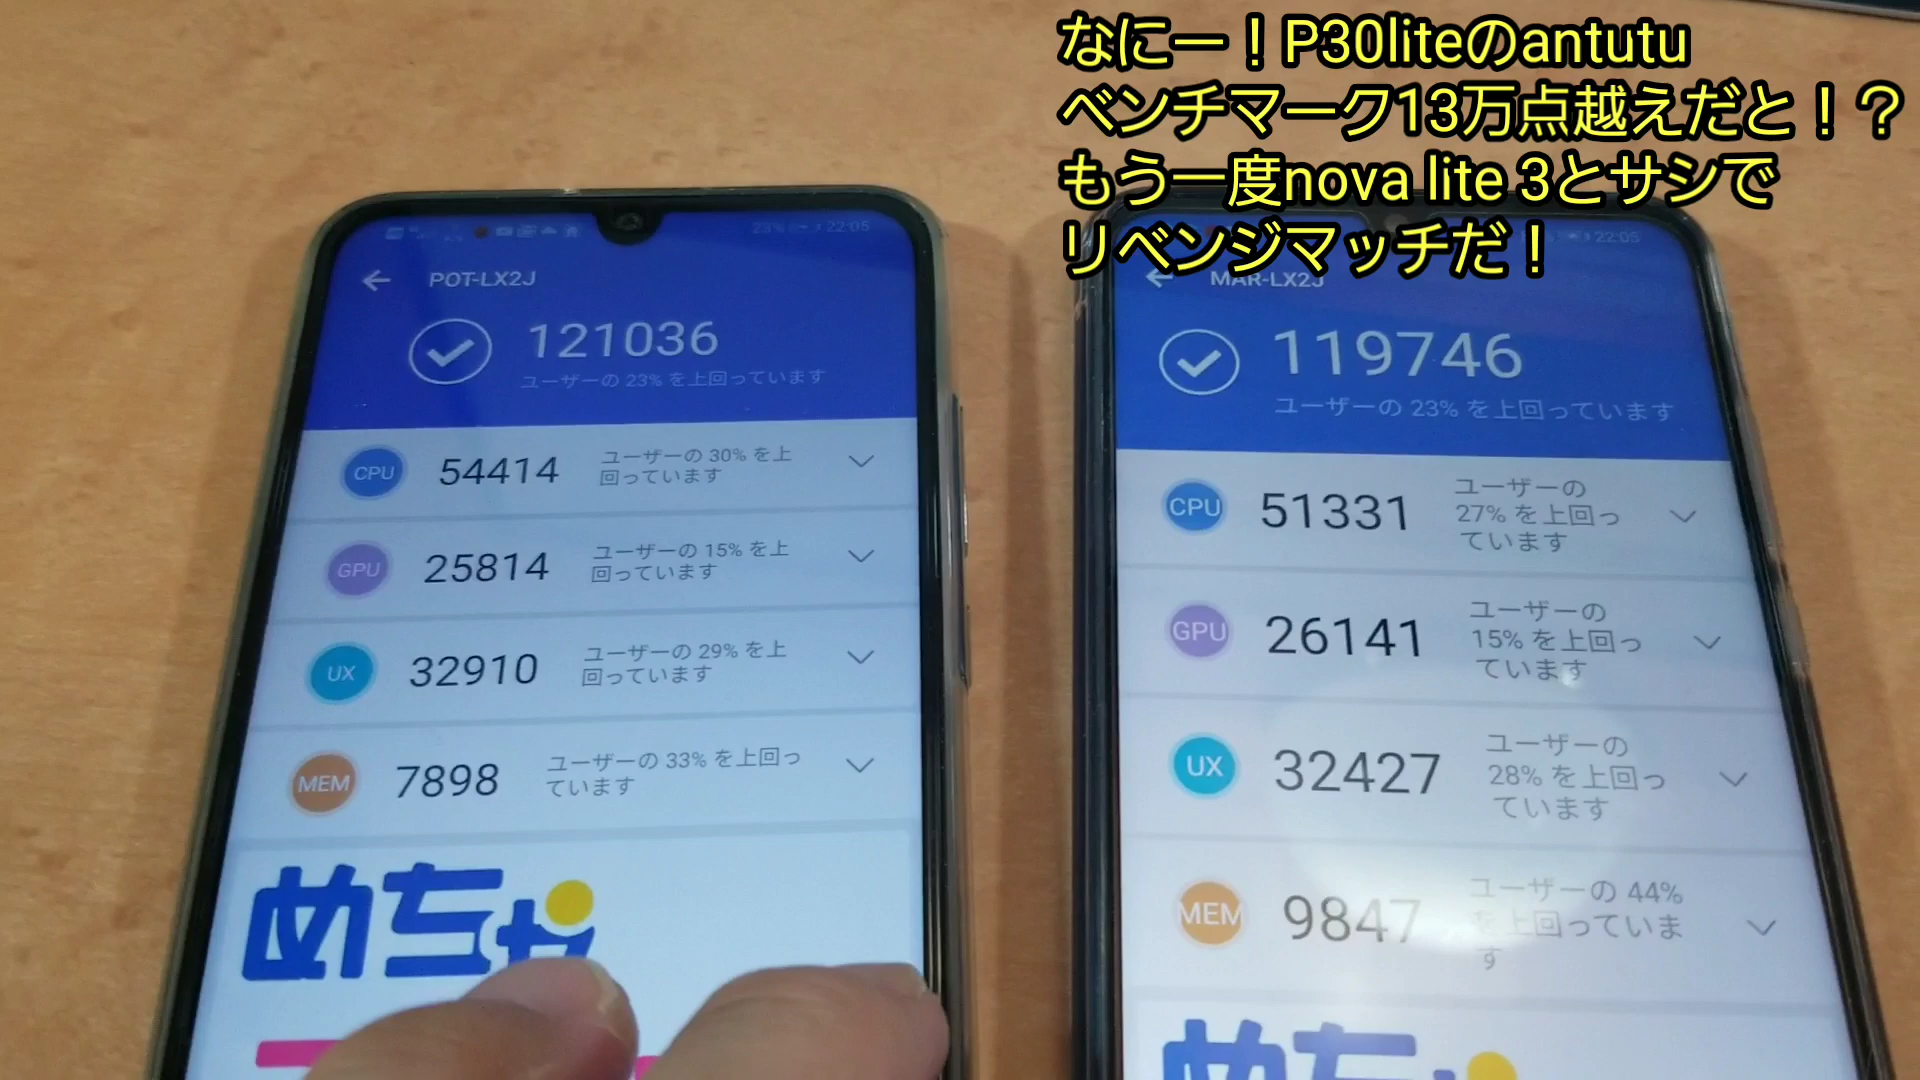 なにー！P30liteのantutu
ベンチマーク13万点越えだと！？
もう一度nova lite 3とサシで
リベンジマッチだ！
23%
22:05
POT-LX2J
121036
ユーザーの 23% を上回っています
CPU
54414
ユーザーの 30% を上
回っています
GPU
25814
ユーザーの 15% を上
回っています
UX
32910
ユーザーの 29% を上
回っています
MEM
7898
ユーザーの 33% を上回っ
ています
めちゃ
22:05
MAR-LX2J
119746
ユーザーの 23% を上回っています
CPU
51331
ユーザーの
27% を上回っ
ています
GPU
26141
ユーザーの
15% を上回っ
ています
UX
32427
ユーザーの
28% を上回っ
ています
MEM
9847
ユーザーの 44%
を上回っていま
す